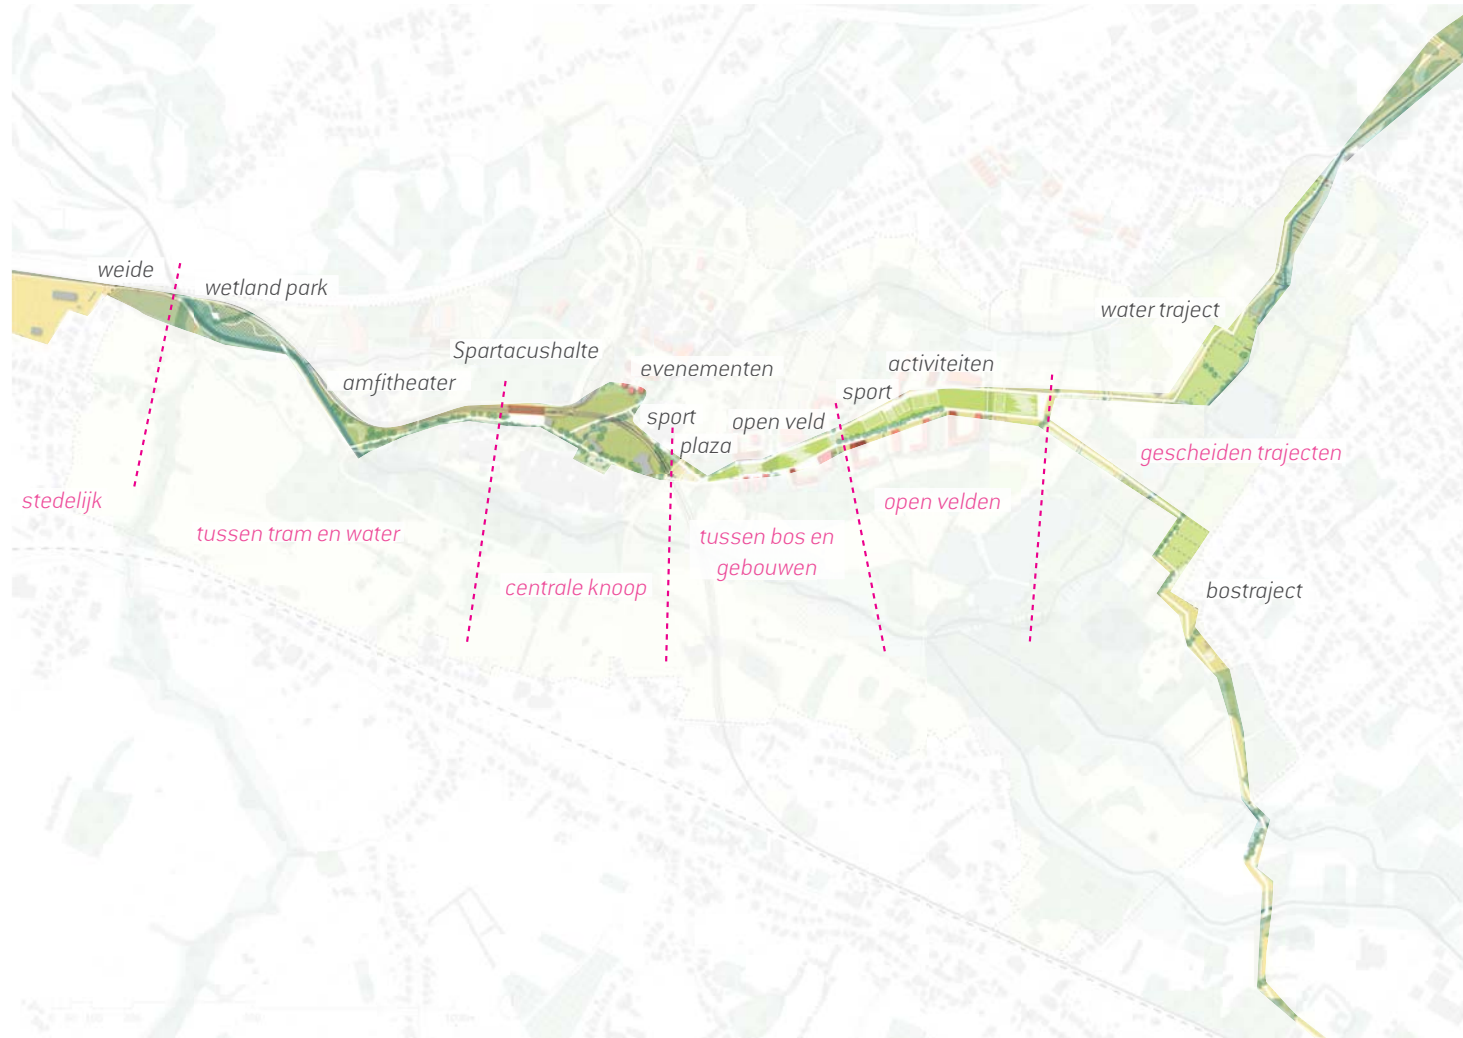 weide
wetland park
water traject
Spartacushalte
evenementen
activiteiten
amfitheater
sport
sport
open veld
plaza
gescheiden trajecten
stedelijk
open velden
tussen tram en water
tussen bos en
gebouwen
centrale knoop
bostraject